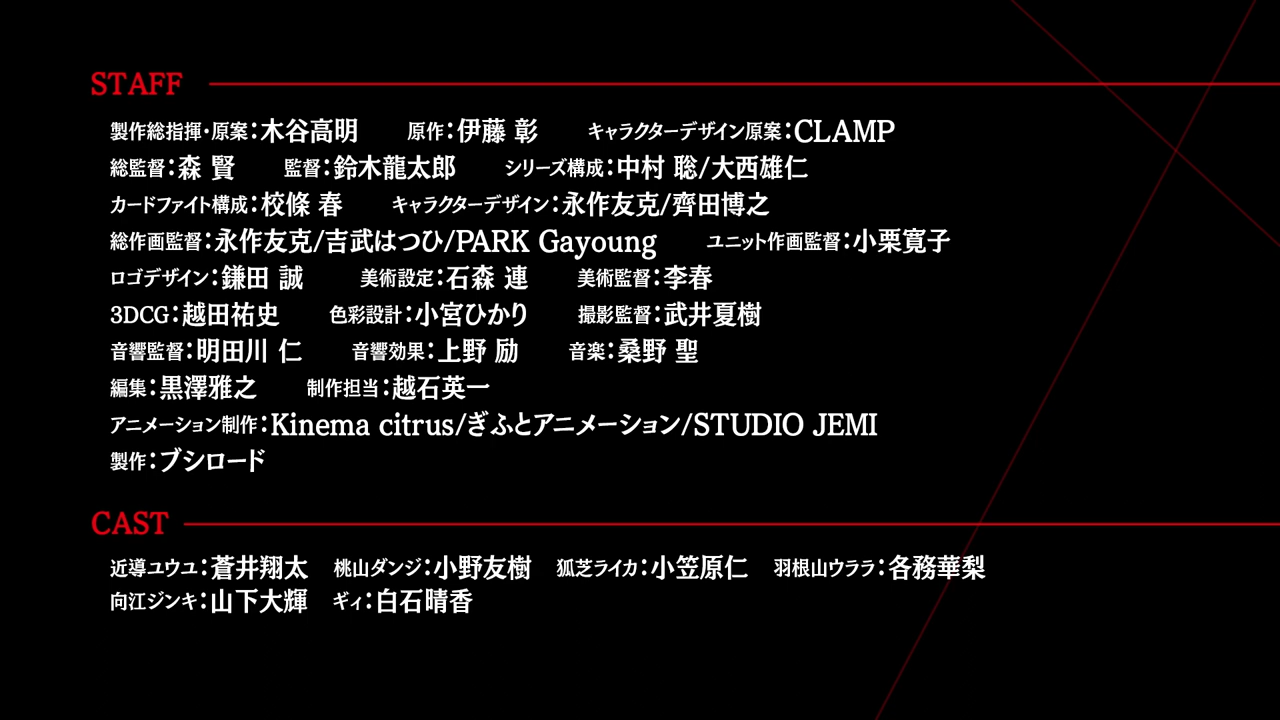 STAFF
製作総指揮・原案：木谷高明　原作：伊藤 彰　キャラクターデザイン原案：CLAMP
総監督：森 賢　監督：鈴木龍太郎　シリーズ構成：中村 聡/大西雄仁
カードファイト構成：校條 春　キャラクターデザイン：永作友克/齊田博之
総作画監督：永作友克/吉武はつひ/PARK Gayoung　ユニット作画監督：小栗寛子
ロゴデザイン：鎌田 誠　美術設定：石森 連　美術監督：李春
3DCG：越田祐史　色彩設計：小宮ひかり　撮影監督：武井夏樹
音響監督：明田川 仁　音響効果：上野 励　音楽：桑野 聖
編集：黒澤雅之　制作担当：越石英一
アニメーション制作：Kinema citrus/ぎふとアニメーション/STUDIO JEMI
製作：ブシロード
CAST
近導ユウユ：蒼井翔太　桃山ダンジ：小野友樹　狐芝ライカ：小笠原仁　羽根山ウララ：各務華梨
向江ジンキ：山下大輝　ギィ：白石晴香